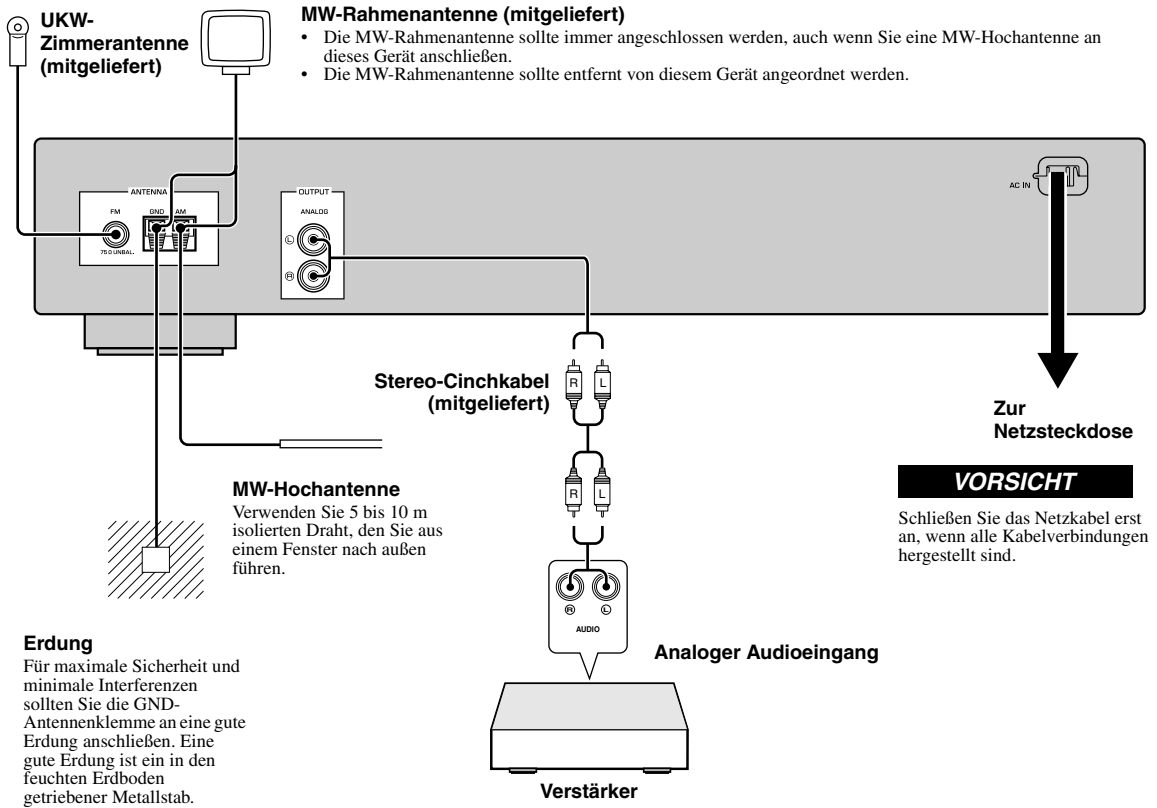 UKW-
Zimmerantenne
(mitgeliefert)
MW-Rahmenantenne (mitgeliefert)
• Die MW-Rahmenantenne sollte immer angeschlossen werden, auch wenn Sie eine MW-Hochantenne an
dieses Gerät anschließen.
• Die MW-Rahmenantenne sollte entfernt von diesem Gerät angeordnet werden.
ANTENNA
FM
GND
AM
75Ω UNBAL.
OUTPUT
ANALOG
L
R
AC IN
Stereo-Cinchkabel
(mitgeliefert)
R
L
R
L
Zur
Netzsteckdose
VORSICHT
Schließen Sie das Netzkabel erst
an, wenn alle Kabelverbindungen
hergestellt sind.
MW-Hochantenne
Verwenden Sie 5 bis 10 m
isolierten Draht, den Sie aus
einem Fenster nach außen
führen.
R
L
AUDIO
Analoger Audioeingang
Erdung
Für maximale Sicherheit und
minimale Interferenzen
sollten Sie die GND-
Antennenklemme an eine gute
Erdung anschließen. Eine
gute Erdung ist ein in den
feuchten Erdboden
getriebener Metallstab.
Verstärker